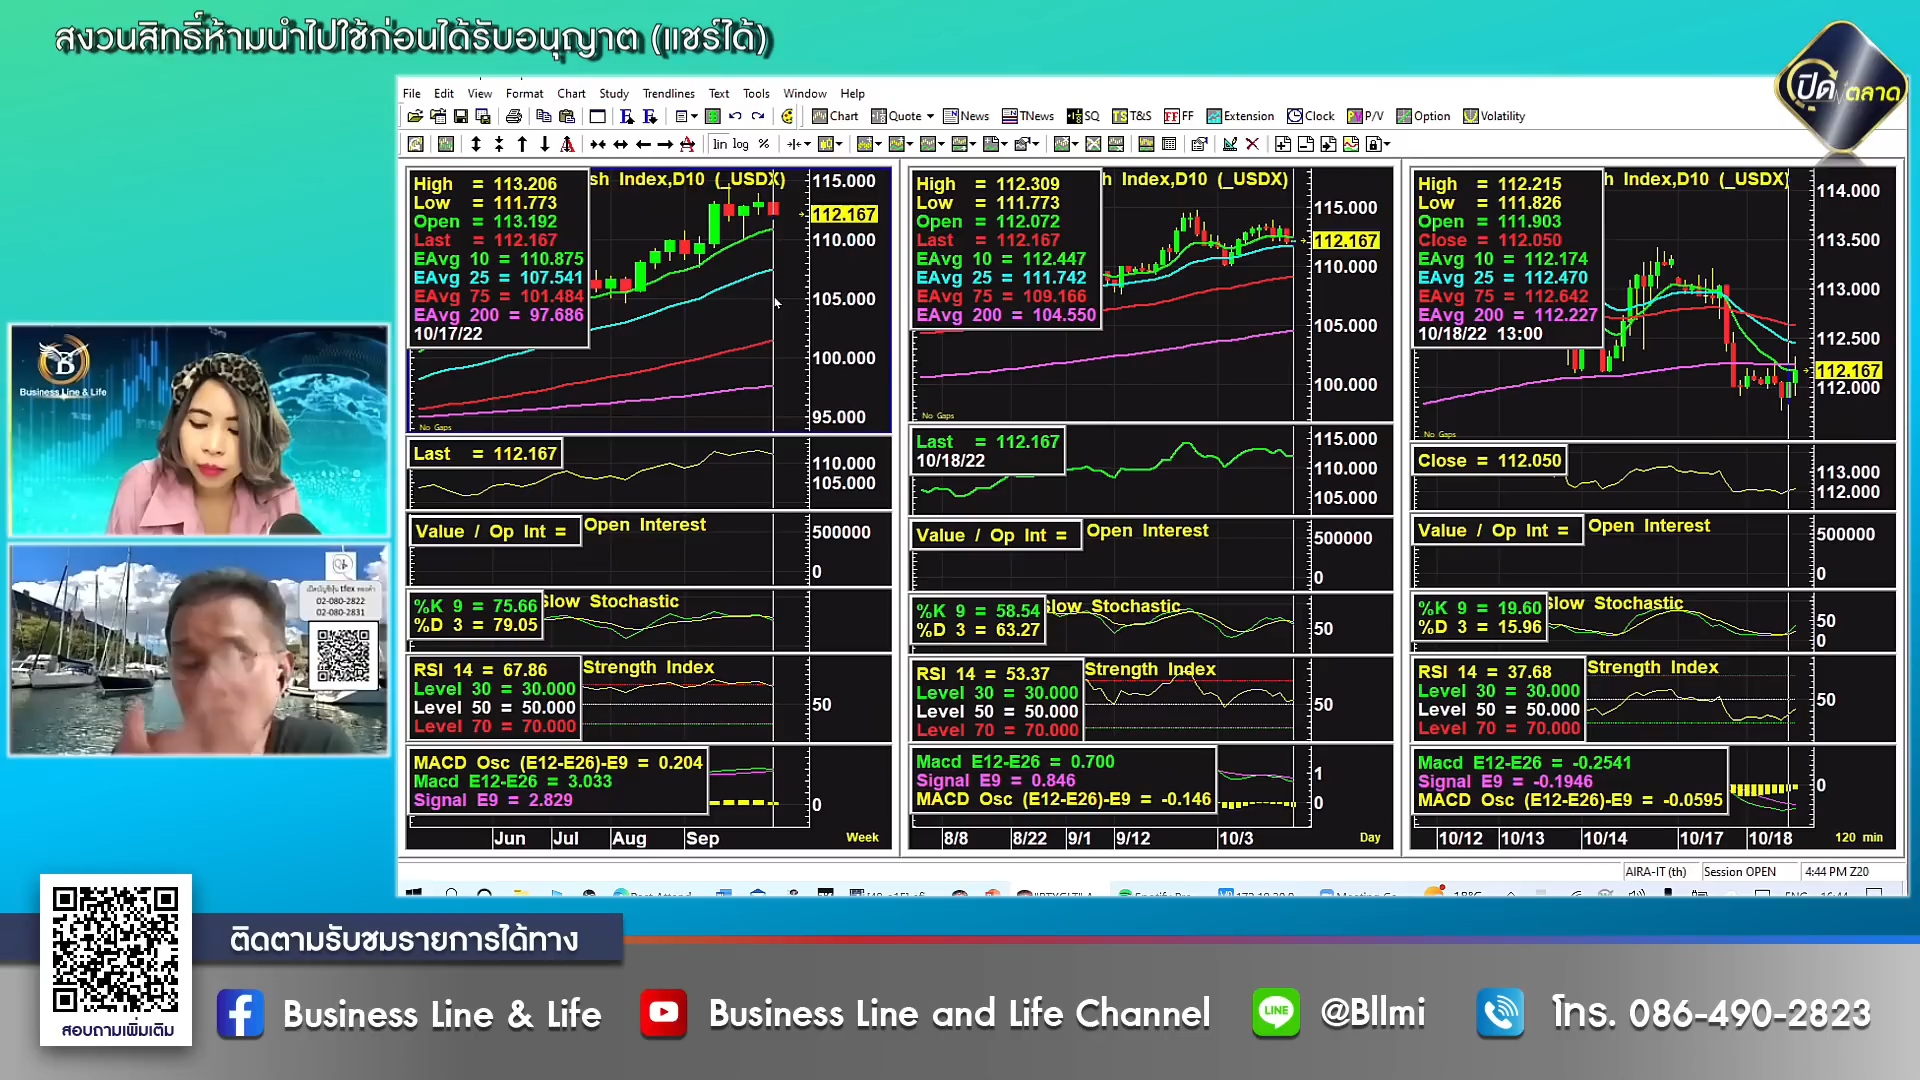 สงวนสิทธิ์ห้ามนำไปใช้ก่อนได้รับอนุญาต (แชร์ได้)
ปิดตลาด
File Edit View Format Chart Study Trendlines Text Tools Window Help
Chart Quote News TNews SQ T&S FF Extension Clock P/V Option Volatility
lin log %
High = 113.206
Low = 111.773
Open = 113.192
Last = 112.167
EAvg 10 = 110.875
EAvg 25 = 107.541
EAvg 75 = 101.484
EAvg 200 = 97.686
10/17/22
sh Index,D10 (_USDX)
115.000
112.167
110.000
105.000
100.000
95.000
No Gaps
Last = 112.167
110.000
105.000
Value / Op Int =
Open Interest
500000
0
%K 9 = 75.66
%D 3 = 79.05
Slow Stochastic
RSI 14 = 67.86
Level 30 = 30.000
Level 50 = 50.000
Level 70 = 70.000
Strength Index
50
MACD Osc (E12-E26)-E9 = 0.204
Macd E12-E26 = 3.033
Signal E9 = 2.829
0
Jun Jul Aug Sep Week
High = 112.309
Low = 111.773
Open = 112.072
Last = 112.167
EAvg 10 = 112.447
EAvg 25 = 111.742
EAvg 75 = 109.166
EAvg 200 = 104.550
h Index,D10 (_USDX)
115.000
112.167
110.000
105.000
100.000
No Gaps
Last = 112.167
10/18/22
115.000
110.000
105.000
Value / Op Int =
Open Interest
500000
0
%K 9 = 58.54
%D 3 = 63.27
Slow Stochastic
50
RSI 14 = 53.37
Level 30 = 30.000
Level 50 = 50.000
Level 70 = 70.000
Strength Index
50
Macd E12-E26 = 0.700
Signal E9 = 0.846
MACD Osc (E12-E26)-E9 = -0.146
1
0
8/8 8/22 9/1 9/12 10/3 Day
High = 112.215
Low = 111.826
Open = 111.903
Close = 112.050
EAvg 10 = 112.174
EAvg 25 = 112.470
EAvg 75 = 112.642
EAvg 200 = 112.227
10/18/22 13:00
h Index,D10 (_USDX)
114.000
113.500
113.000
112.500
112.167
112.000
No Gaps
Close = 112.050
113.000
112.000
Value / Op Int =
Open Interest
500000
0
%K 9 = 19.60
%D 3 = 15.96
Slow Stochastic
50
0
RSI 14 = 37.68
Level 30 = 30.000
Level 50 = 50.000
Level 70 = 70.000
Strength Index
50
Macd E12-E26 = -0.2541
Signal E9 = -0.1946
MACD Osc (E12-E26)-E9 = -0.0595
0
10/12 10/13 10/14 10/17 10/18 120 min
AIRA-IT (th) Session OPEN 4:44 PM Z20
B
Business Line & Life
02-080-2822
02-080-2831
สอบถามเพิ่มเติม
ติดตามรับชมรายการได้ทาง
Business Line & Life
Business Line and Life Channel
LINE
@Bllmi
โทร. 086-490-2823